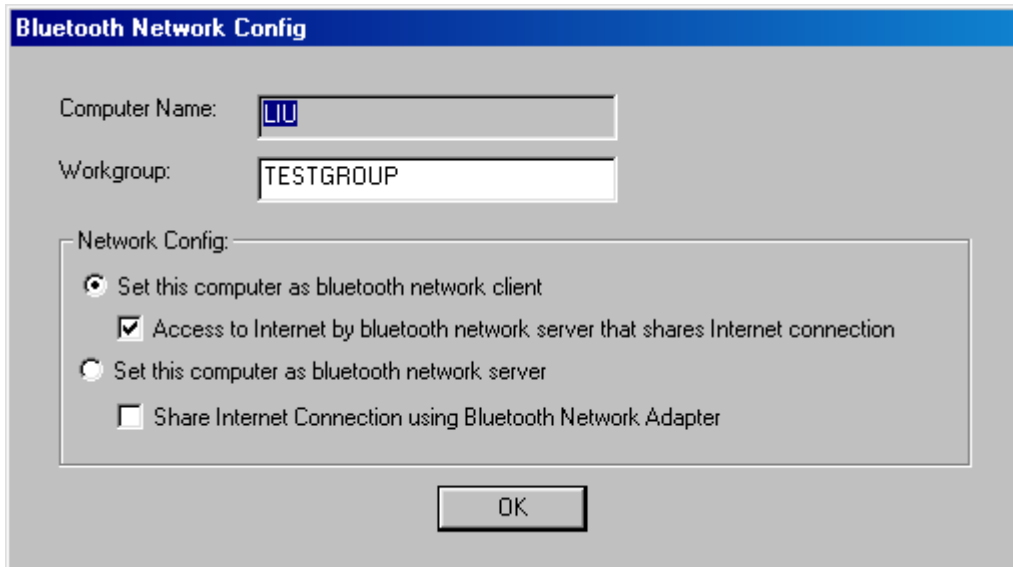 Bluetooth Network Config
Computer Name: LIU
Workgroup: TESTGROUP
Network Config:
Set this computer as bluetooth network client
Access to Internet by bluetooth network server that shares Internet connection
Set this computer as bluetooth network server
Share Internet Connection using Bluetooth Network Adapter
OK